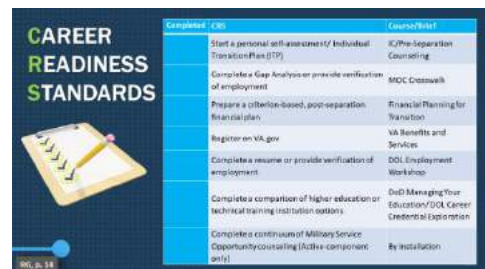 CAREER
READINESS
STANDARDS
Completed
CRS
Course/Brief
Start a personal self-assessment/ Individual
Transition Plan (ITP)
IC/Pre-Separation
Counseling
Complete a Gap Analysis or provide verification
of employment
MOC Crosswalk
Prepare a criterion-based, post-separation
financial plan
Financial Planning for
Transition
Register on VA.gov
VA Benefits and
Services
Complete a resume or provide verification of
employment
DOL Employment
Workshop
Complete a comparison of higher education or
technical training institution options
DoD Managing Your
Education/DOL Career
Credential Exploration
Complete a continuum of Military Service
Opportunity counseling (Active component
only)
By installation